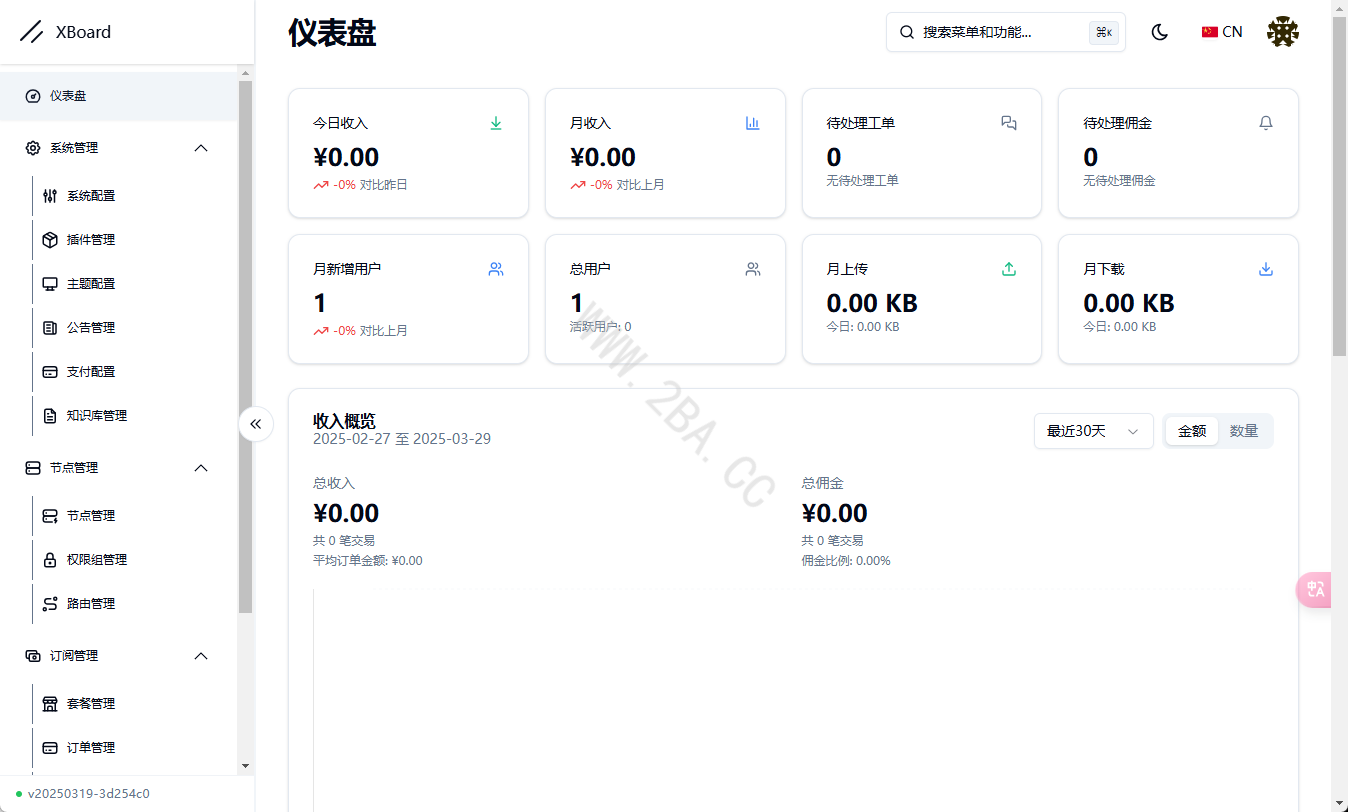 XBoard
仪表盘
系统管理
系统配置
插件管理
主题配置
公告管理
支付配置
知识库管理
节点管理
节点管理
权限组管理
路由管理
订阅管理
套餐管理
订单管理
v20250319-3d254c0
仪表盘
搜索菜单和功能... ⌘K
CN
今日收入
¥0.00
-0% 对比昨日
月收入
¥0.00
-0% 对比上月
待处理工单
0
无待处理工单
待处理佣金
0
无待处理佣金
月新增用户
1
-0% 对比上月
总用户
1
活跃用户: 0
月上传
0.00 KB
今日: 0.00 KB
月下载
0.00 KB
今日: 0.00 KB
收入概览
2025-02-27 至 2025-03-29
最近30天
金额 数量
总收入
¥0.00
共 0 笔交易
平均订单金额: ¥0.00
总佣金
¥0.00
共 0 笔交易
佣金比例: 0.00%
WWW.2BA.CC
中A